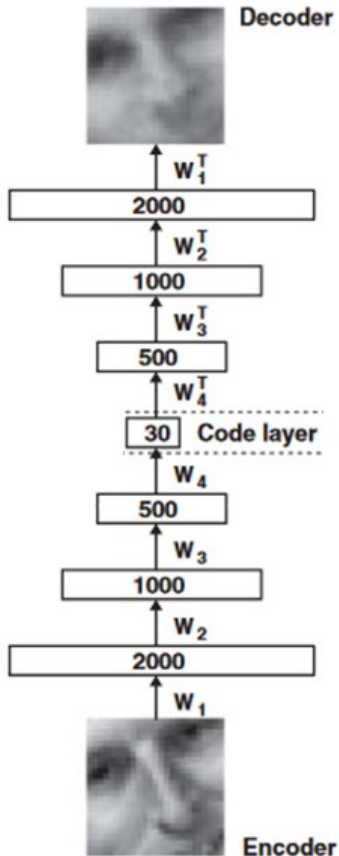 Decoder
W₁ᵀ
2000
W₂ᵀ
1000
W₃ᵀ
500
W₄ᵀ
30 Code layer
W₄
500
W₃
1000
W₂
2000
W₁
Encoder